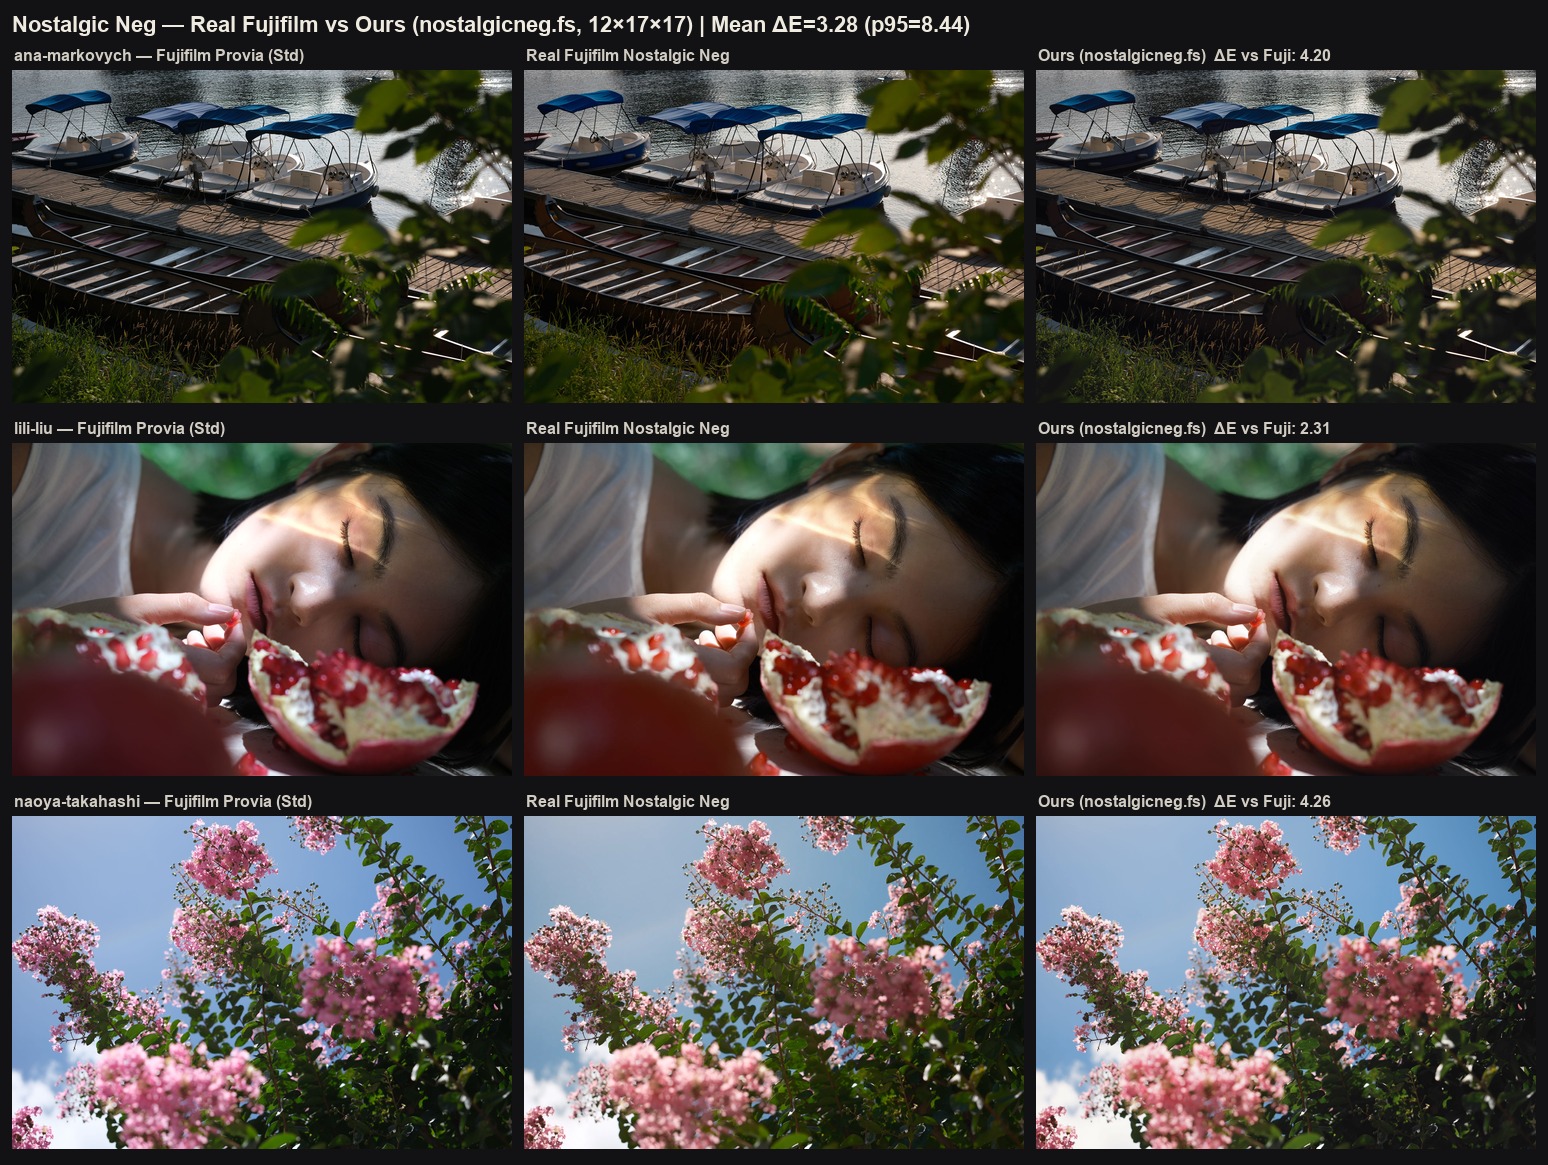 Nostalgic Neg — Real Fujifilm vs Ours (nostalgicneg.fs, 12×17×17) | Mean ΔE=3.28 (p95=8.44)
ana-markovych — Fujifilm Provia (Std)
Real Fujifilm Nostalgic Neg
Ours (nostalgicneg.fs) ΔE vs Fuji: 4.20
lili-liu — Fujifilm Provia (Std)
Real Fujifilm Nostalgic Neg
Ours (nostalgicneg.fs) ΔE vs Fuji: 2.31
naoya-takahashi — Fujifilm Provia (Std)
Real Fujifilm Nostalgic Neg
Ours (nostalgicneg.fs) ΔE vs Fuji: 4.26